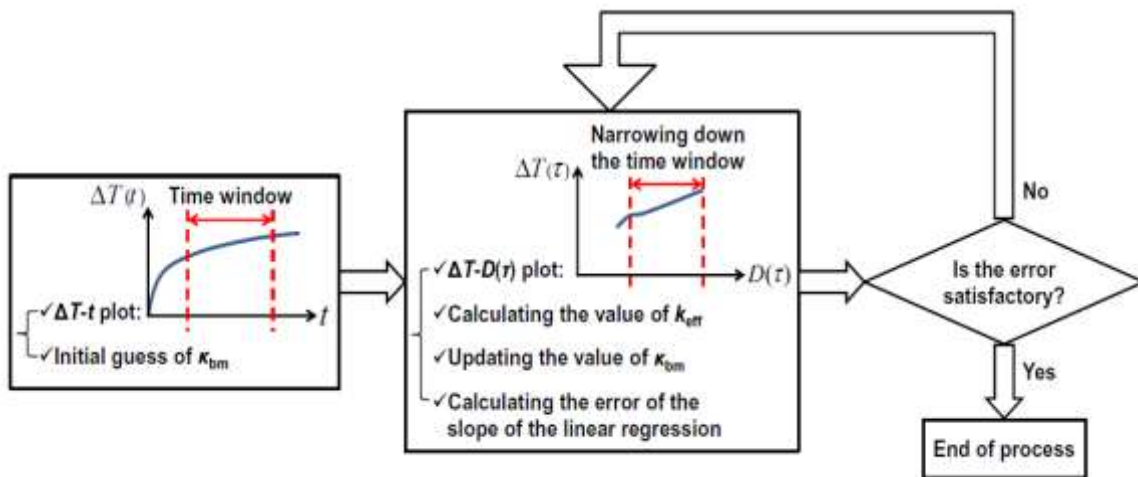 ΔT(t)
Time window
t
✓ΔT-t plot:
✓Initial guess of κbm
Narrowing down
the time window
ΔT(τ)
D(τ)
✓ΔT-D(τ) plot:
✓Calculating the value of keff
✓Updating the value of κbm
✓Calculating the error of the
slope of the linear regression
Is the error
satisfactory?
No
Yes
End of process